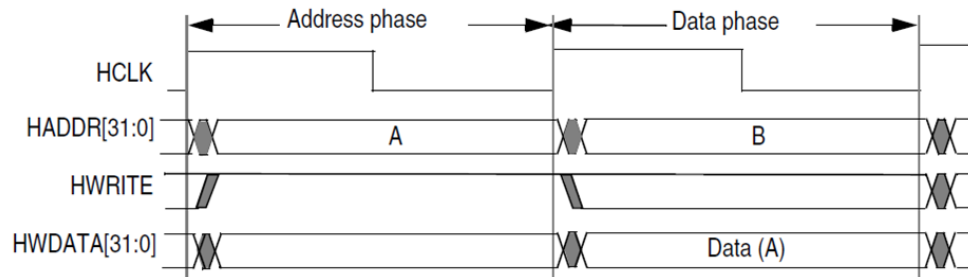 Address phase Data phase
HCLK
HADDR[31:0] A B
HWRITE
HWDATA[31:0] Data (A)